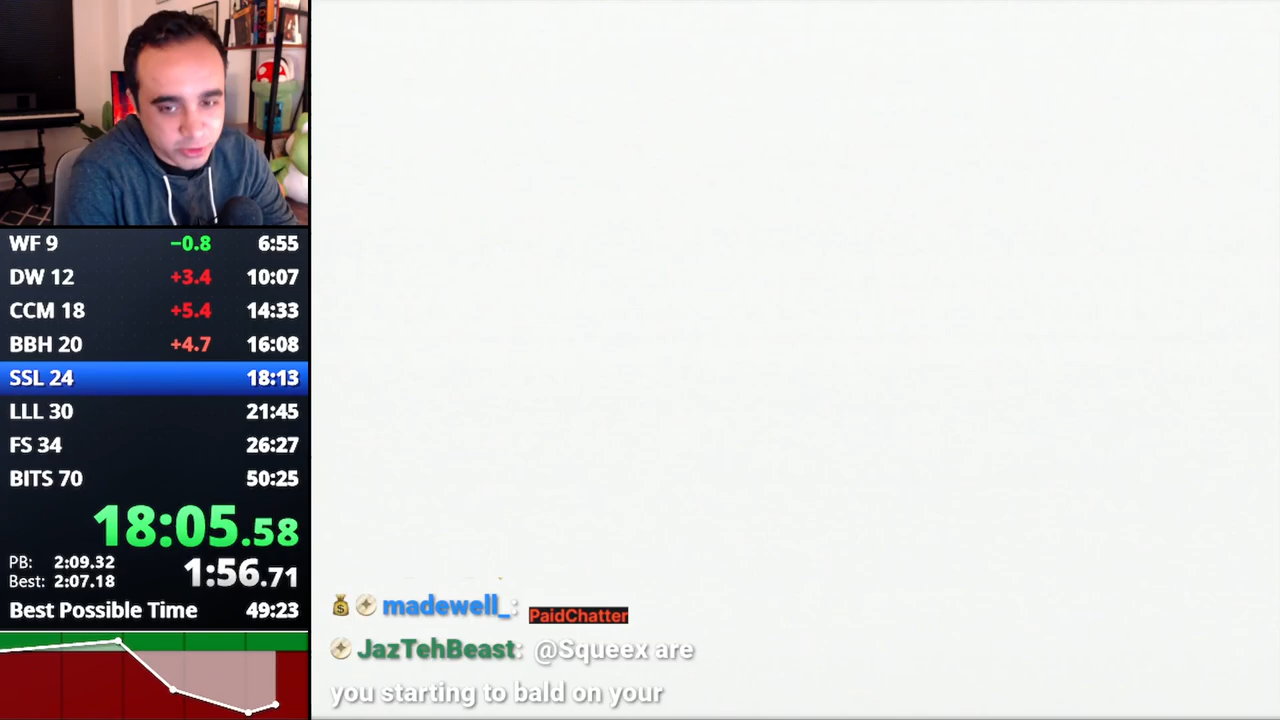 WF 9 −0.8 6:55
DW 12 +3.4 10:07
CCM 18 +5.4 14:33
BBH 20 +4.7 16:08
SSL 24 18:13
LLL 30 21:45
FS 34 26:27
BITS 70 50:25
18:05.58
PB: 2:09.32
Best: 2:07.18
1:56.71
Best Possible Time 49:23
madewell_: PaidChatter
JazTehBeast: @Squeex are
you starting to bald on your